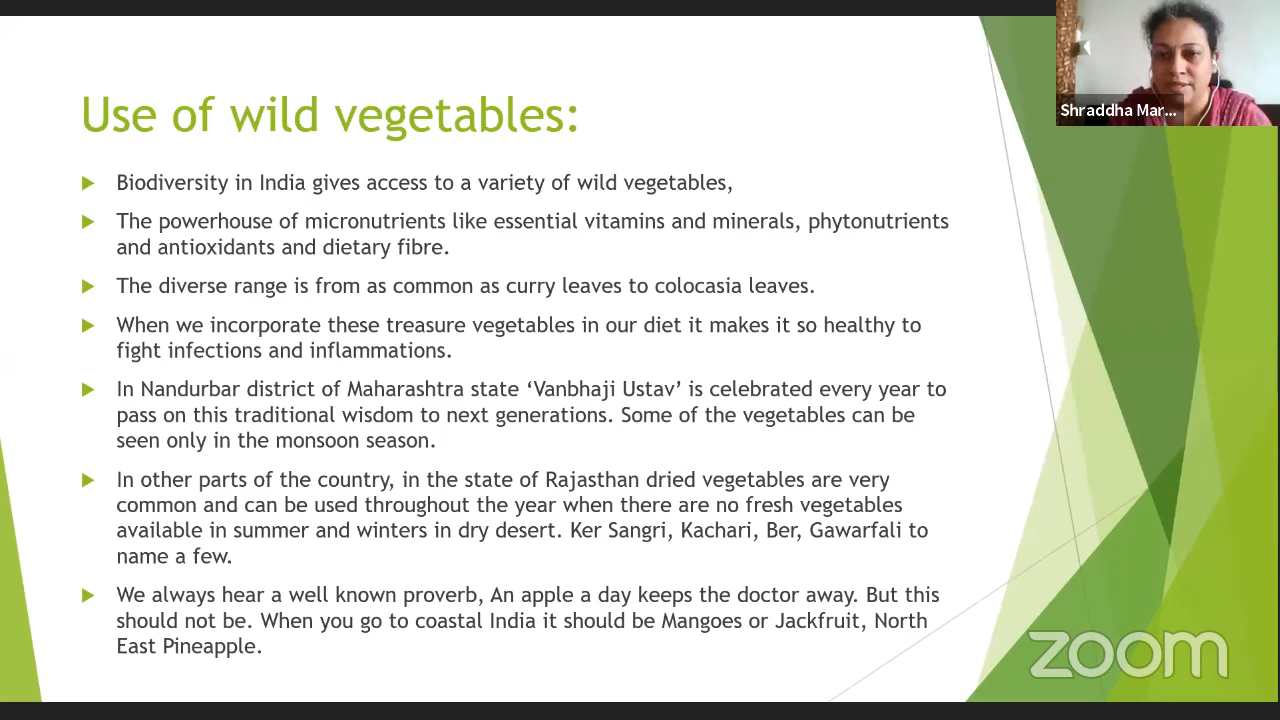 Use of wild vegetables:
Biodiversity in India gives access to a variety of wild vegetables,
The powerhouse of micronutrients like essential vitamins and minerals, phytonutrients
and antioxidants and dietary fibre.
The diverse range is from as common as curry leaves to colocasia leaves.
When we incorporate these treasure vegetables in our diet it makes it so healthy to
fight infections and inflammations.
In Nandurbar district of Maharashtra state ‘Vanbhaji Ustav’ is celebrated every year to
pass on this traditional wisdom to next generations. Some of the vegetables can be
seen only in the monsoon season.
In other parts of the country, in the state of Rajasthan dried vegetables are very
common and can be used throughout the year when there are no fresh vegetables
available in summer and winters in dry desert. Ker Sangri, Kachari, Ber, Gawarfali to
name a few.
We always hear a well known proverb, An apple a day keeps the doctor away. But this
should not be. When you go to coastal India it should be Mangoes or Jackfruit, North
East Pineapple.
Shraddha Mar...
zoom